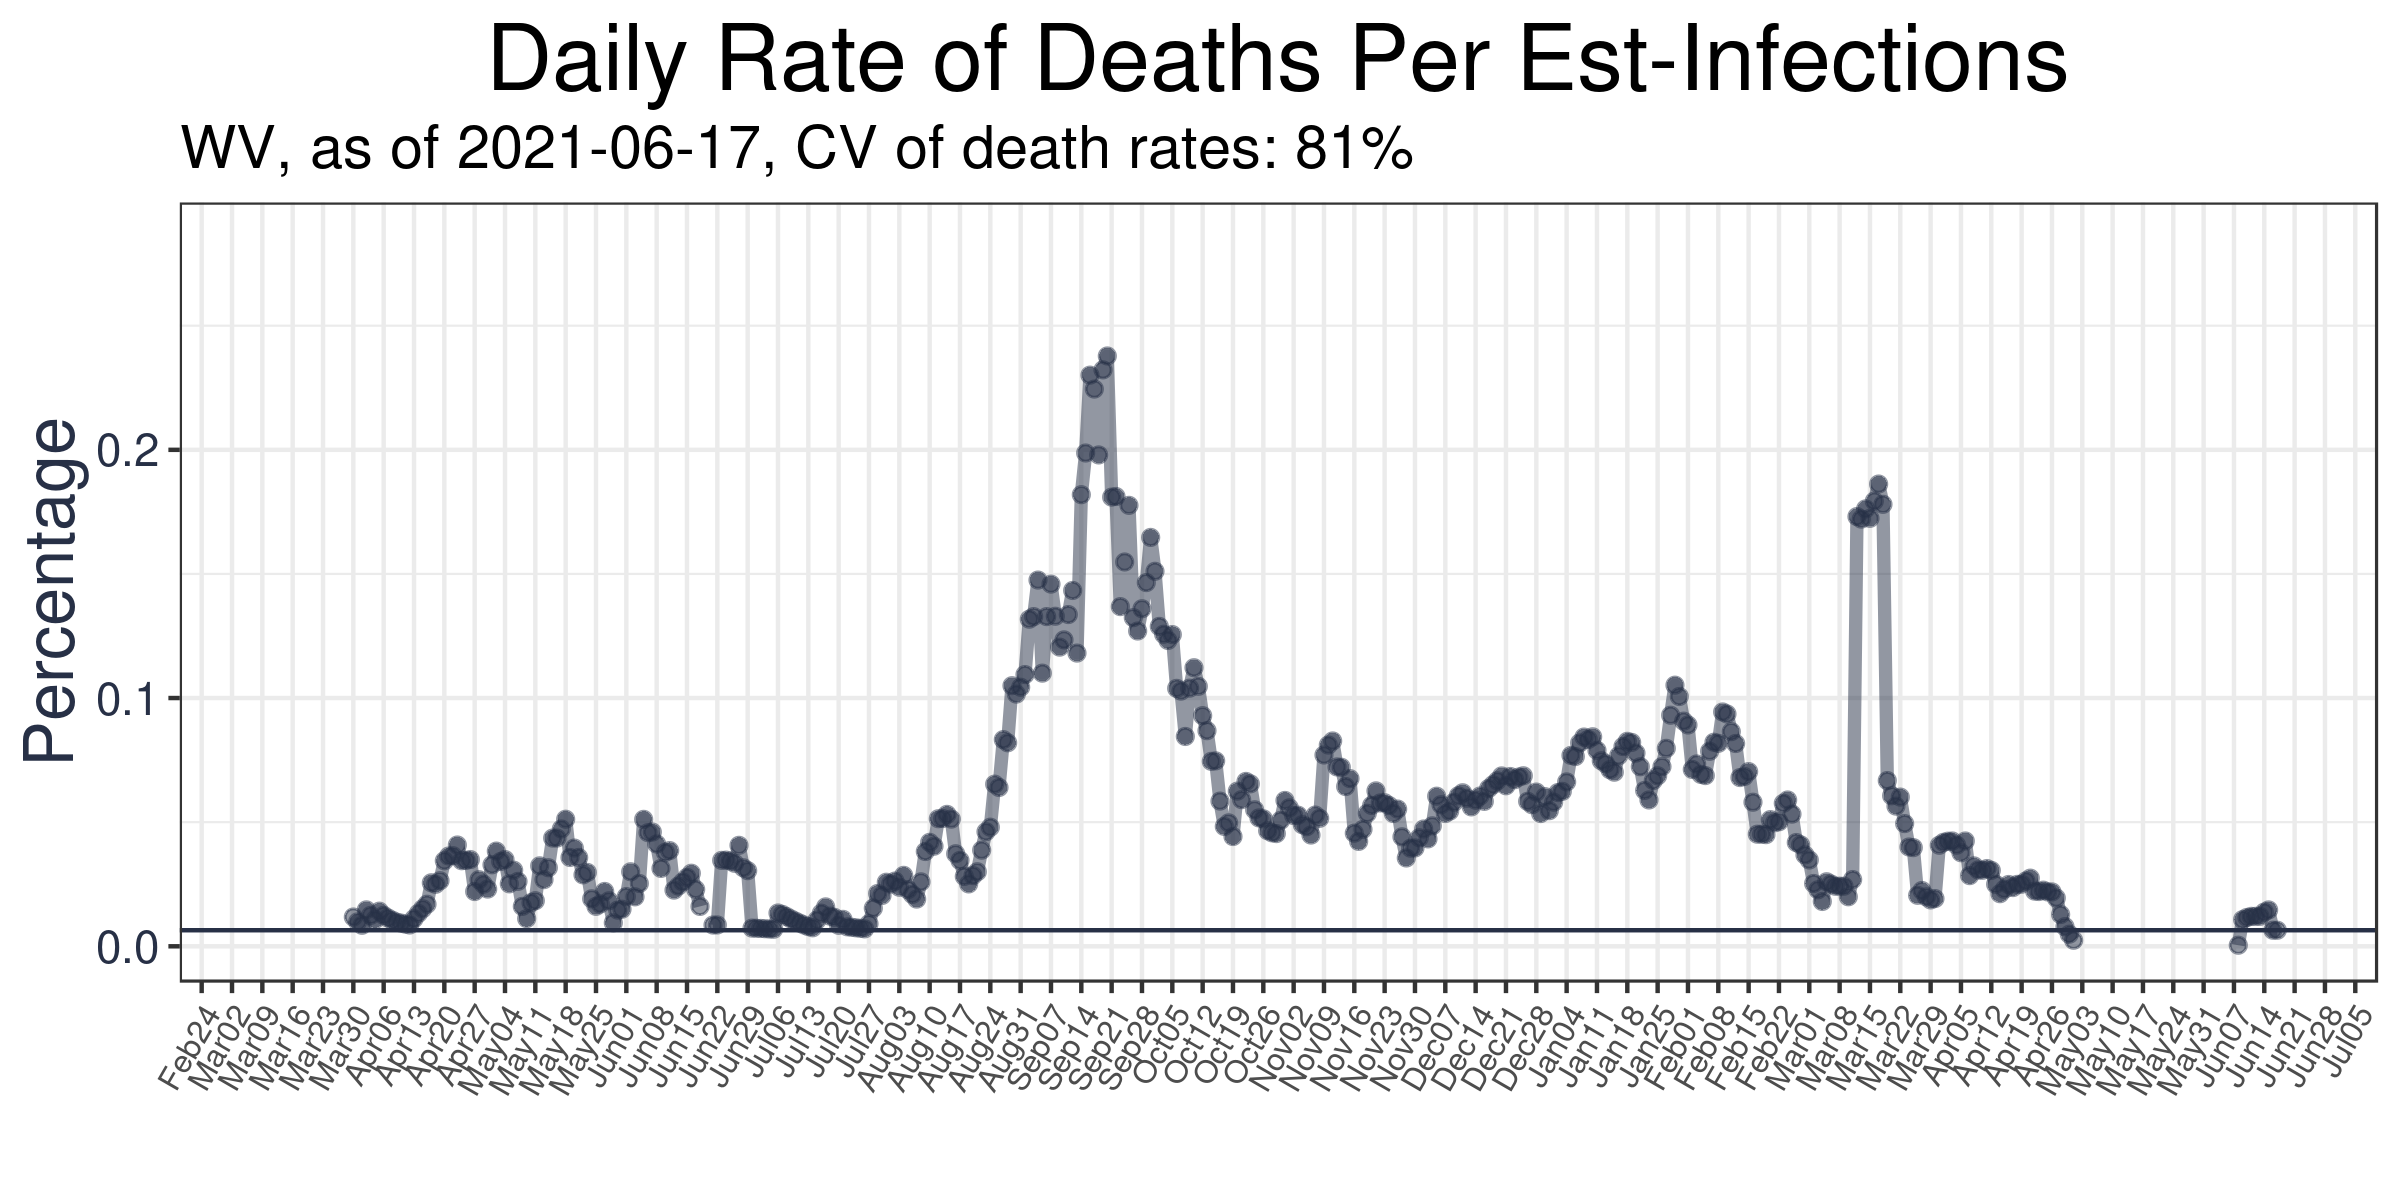 Daily Rate of Deaths Per Est-Infections
WV, as of 2021-06-17, CV of death rates: 81%
Percentage
0.2
0.1
0.0
Feb24
Mar02
Mar09
Mar16
Mar23
Mar30
Apr06
Apr13
Apr20
Apr27
May04
May11
May18
May25
Jun01
Jun08
Jun15
Jun22
Jun29
Jul06
Jul13
Jul20
Jul27
Aug03
Aug10
Aug17
Aug24
Aug31
Sep07
Sep14
Sep21
Sep28
Oct05
Oct12
Oct19
Oct26
Nov02
Nov09
Nov16
Nov23
Nov30
Dec07
Dec14
Dec21
Dec28
Jan04
Jan11
Jan18
Jan25
Feb01
Feb08
Feb15
Feb22
Mar01
Mar08
Mar15
Mar22
Mar29
Apr05
Apr12
Apr19
Apr26
May03
May10
May17
May24
May31
Jun07
Jun14
Jun21
Jun28
Jul05